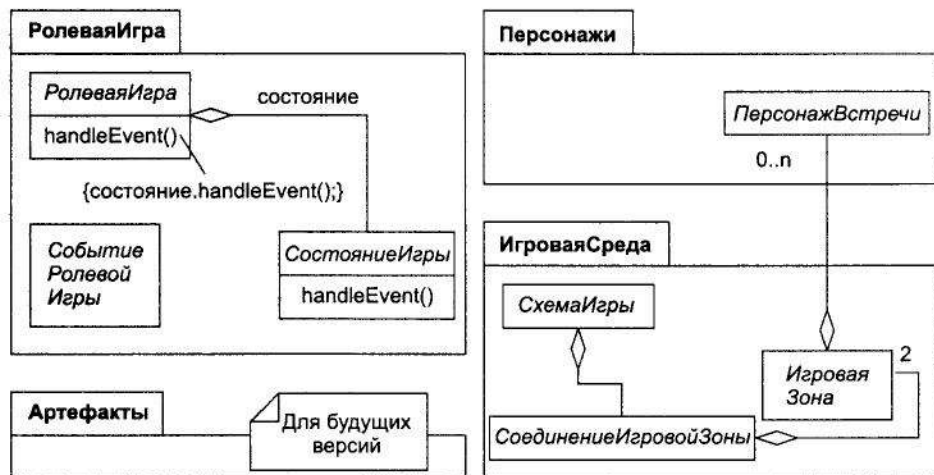 РолеваяИгра
РолеваяИгра
состояние
handleEvent()
{состояние.handleEvent();}
Событие
Ролевой
Игры
СостояниеИгры
handleEvent()
Персонажи
ПерсонажВстречи
0..n
ИгроваяСреда
СхемаИгры
Игровая
Зона
2
СоединениеИгровойЗоны
Артефакты
Для будущих
версий